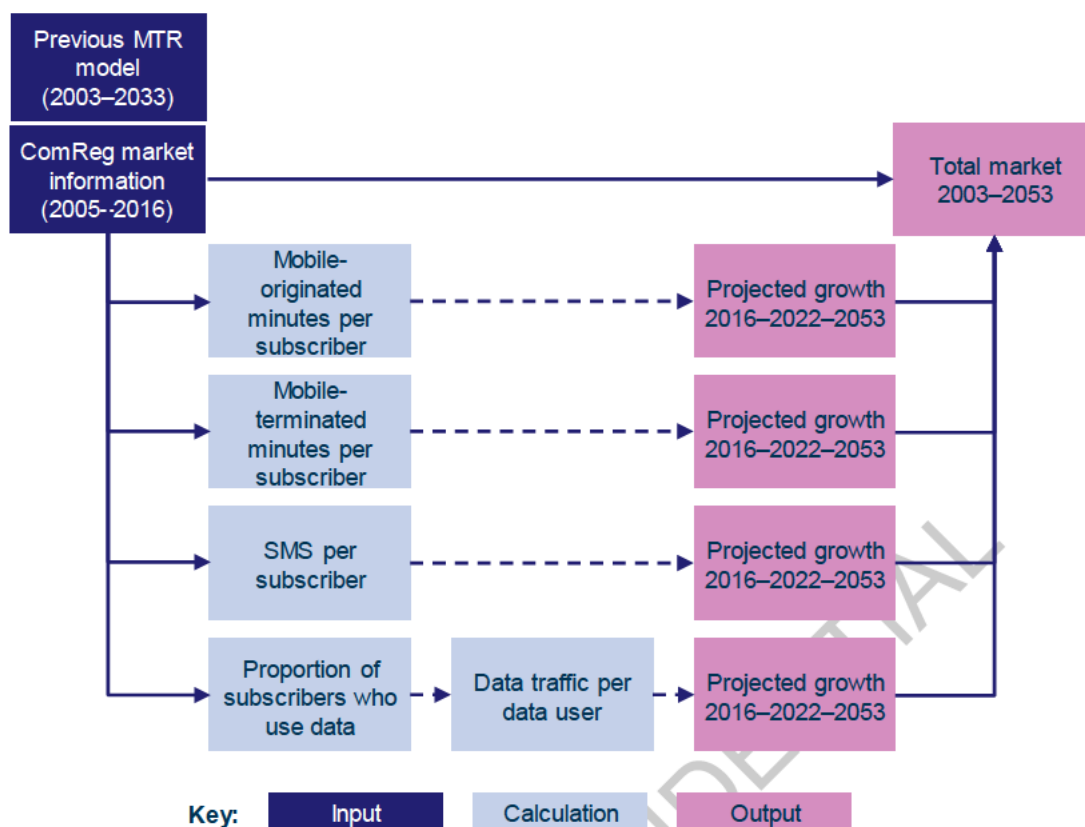 Previous MTR
model
(2003–2033)
ComReg market
information
(2005--2016)
Total market
2003–2053
Mobile-
originated
minutes per
subscriber
Projected growth
2016–2022–2053
Mobile-
terminated
minutes per
subscriber
Projected growth
2016–2022–2053
SMS per
subscriber
Projected growth
2016–2022–2053
Proportion of
subscribers who
use data
Data traffic per
data user
Projected growth
2016–2022–2053
Key:
Input
Calculation
Output